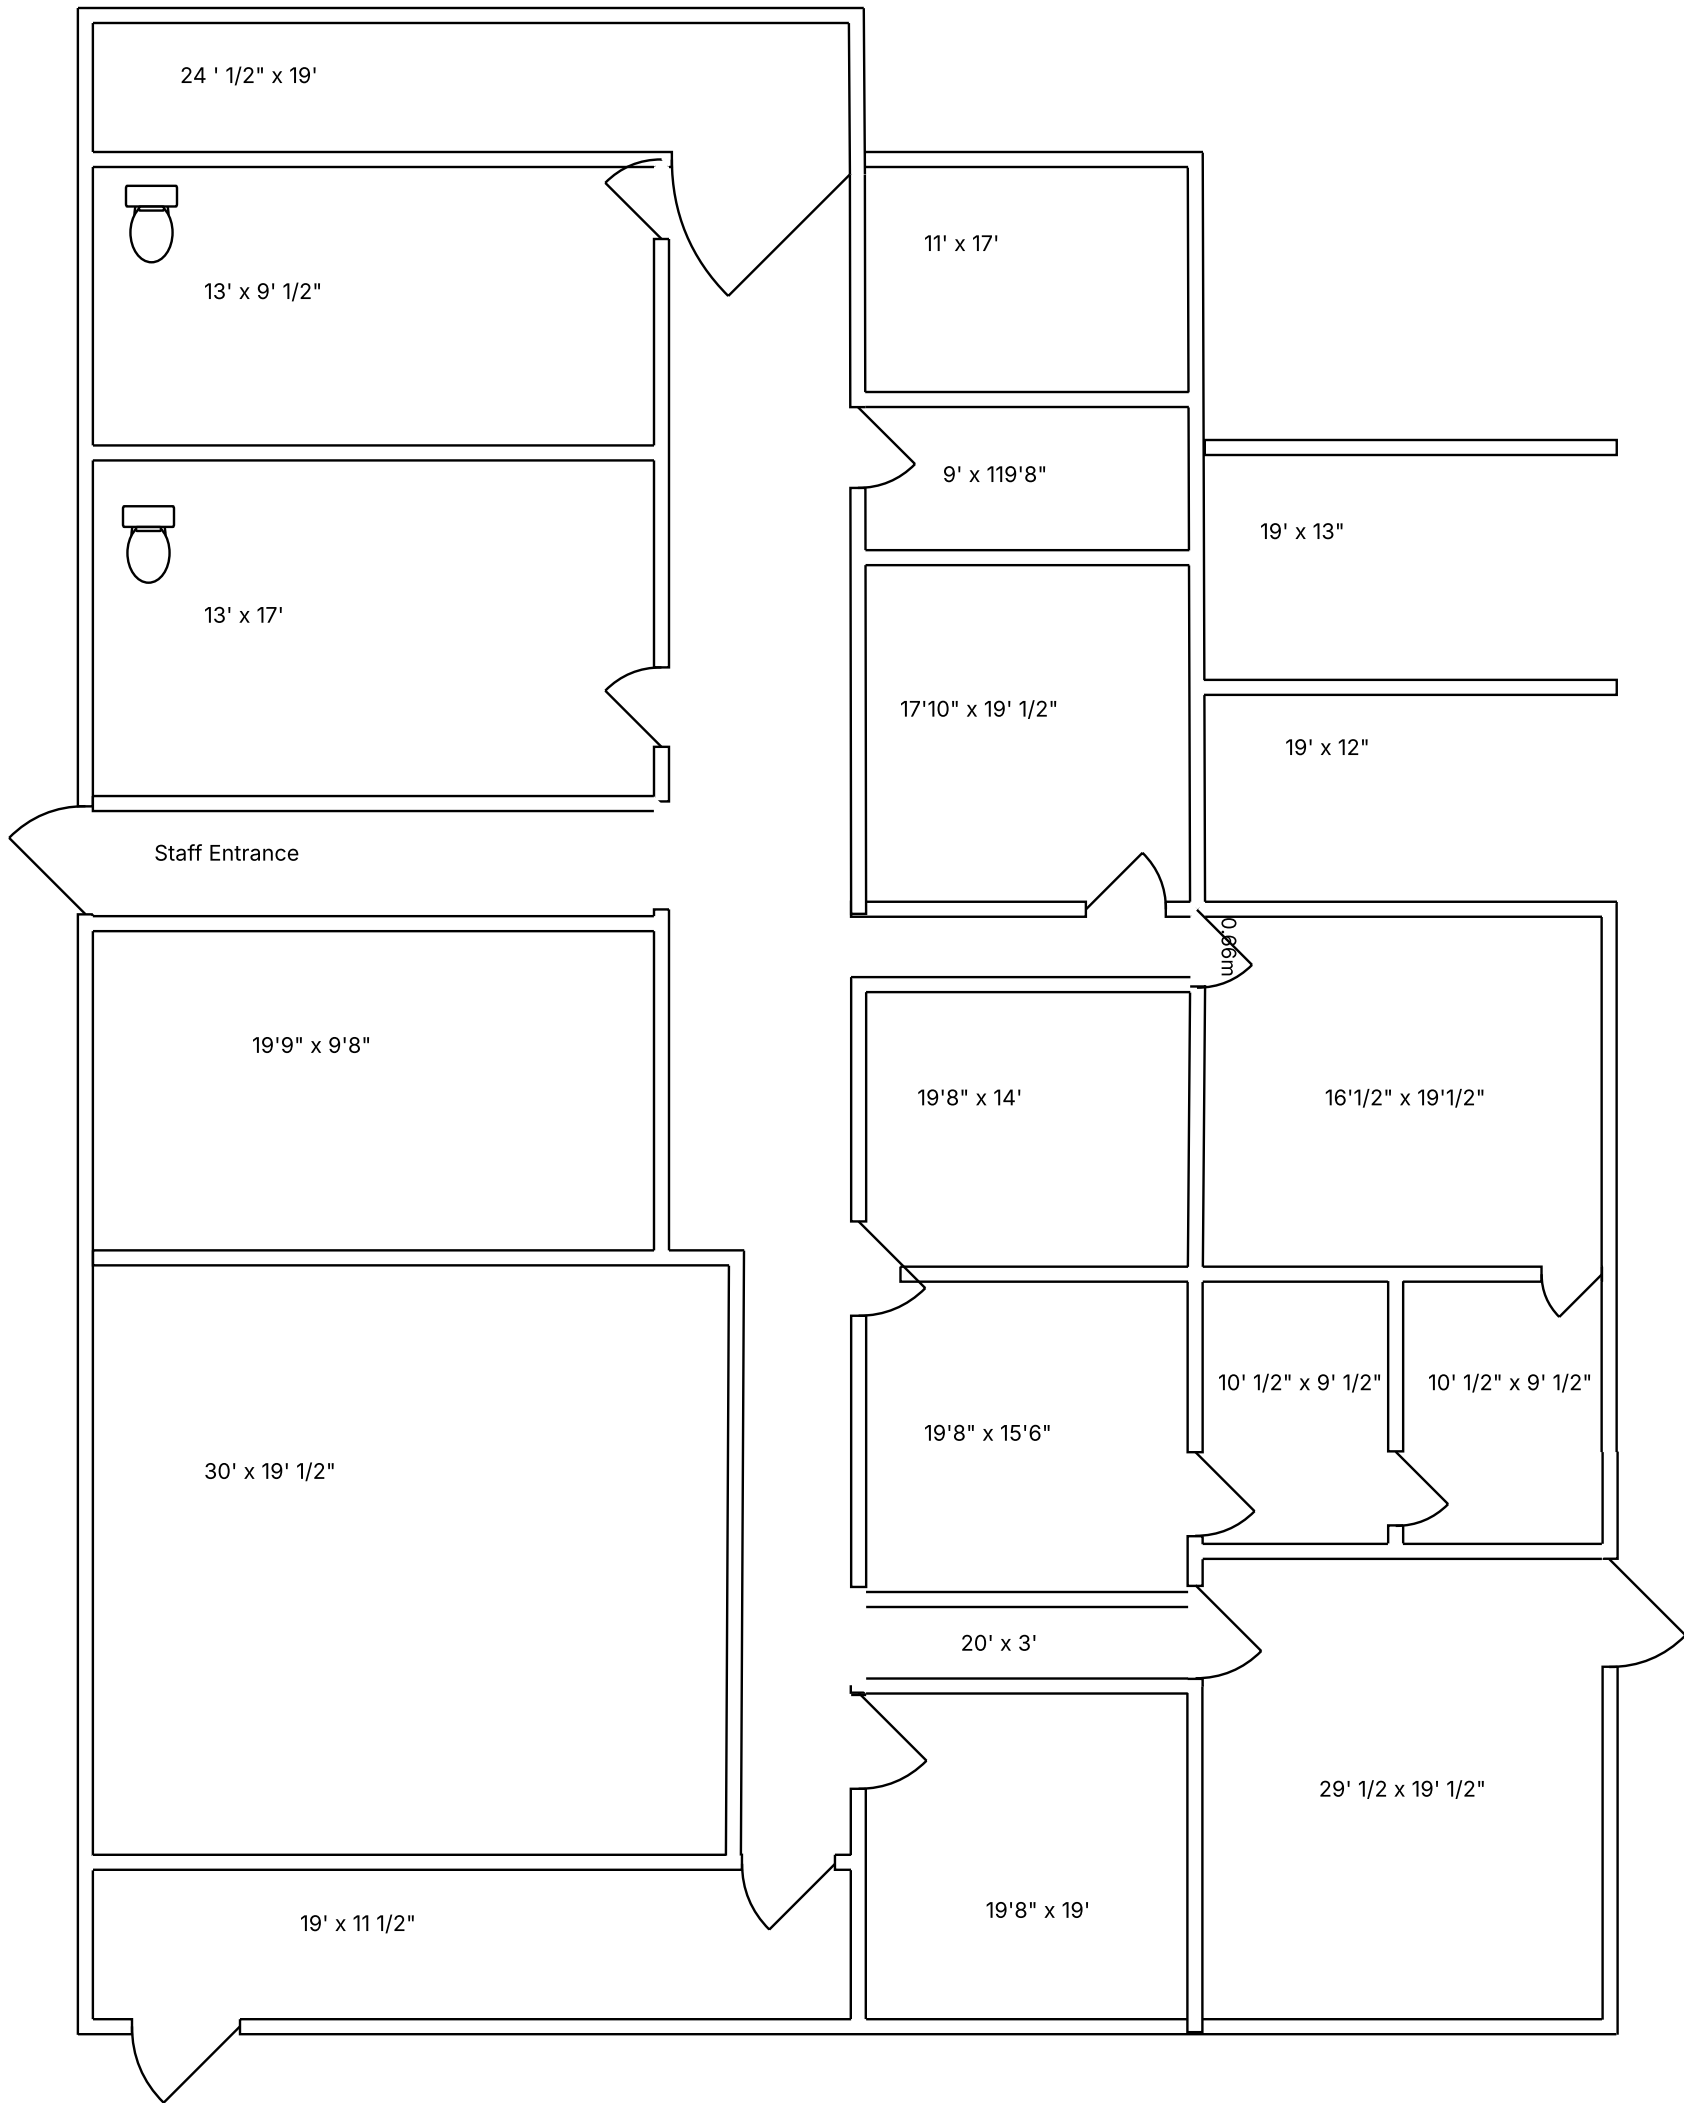 24 ' 1/2" x 19'
11' x 17'
13' x 9' 1/2"
9' x 119'8"
19' x 13"
13' x 17'
17'10" x 19' 1/2"
19' x 12"
Staff Entrance
0.66m
19'9" x 9'8"
19'8" x 14'
16'1/2" x 19'1/2"
10' 1/2" x 9' 1/2"
10' 1/2" x 9' 1/2"
19'8" x 15'6"
30' x 19' 1/2"
20' x 3'
29' 1/2 x 19' 1/2"
19'8" x 19'
19' x 11 1/2"